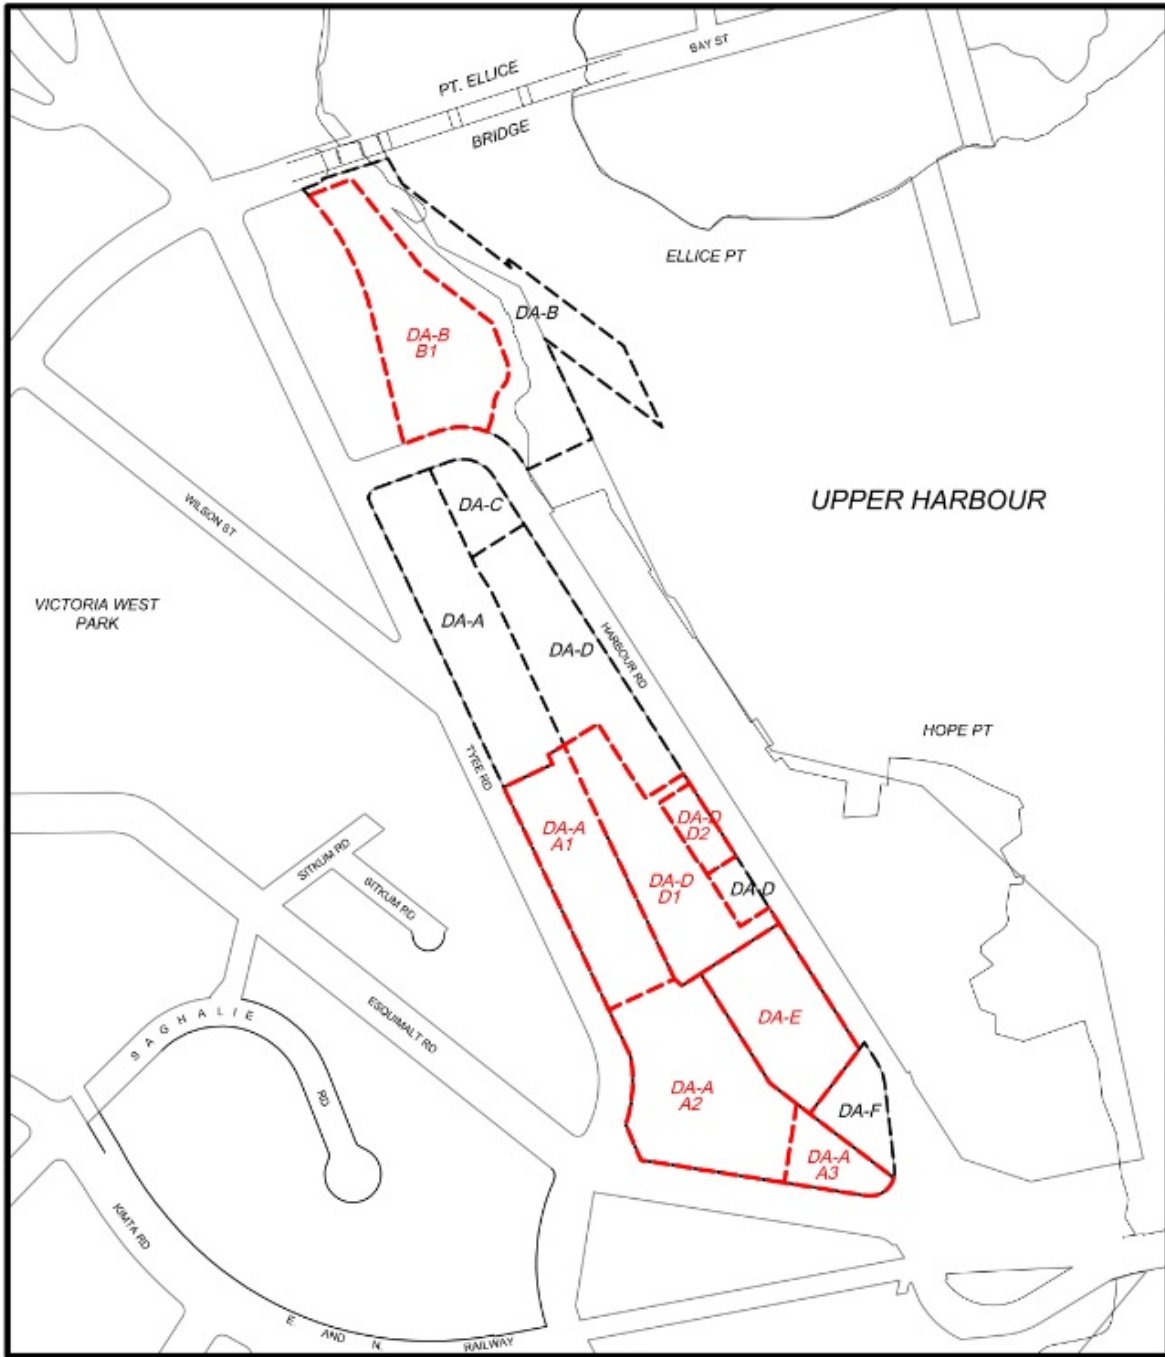 BAY ST
PT. ELLICE
BRIDGE
ELLICE PT
DA-B
DA-B
B1
UPPER HARBOUR
WILSON ST
DA-C
VICTORIA WEST
PARK
DA-A
DA-D
HARBOUR RD
HOPE PT
TYEE RD
DA-D
D2
DA-A
A1
SITKUM RD
SITKUM RD
DA-D
D1
DA-D
ESQUIMALT RD
SAGHALIE
RD
DA-E
DA-A
A2
DA-F
DA-A
A3
KIMTA RD
E. AND N. RAILWAY